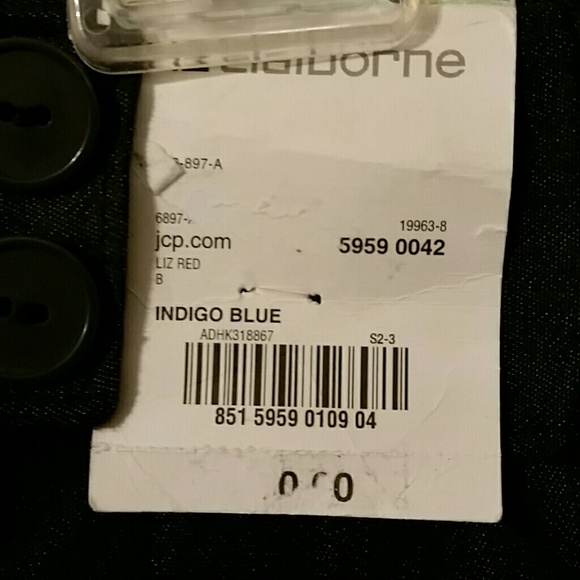 claiborne
-897-A
6897-
19963-8
jcp.com
5959 0042
LIZ RED
B
INDIGO BLUE
ADHK318867
S2-3
851 5959 0109 04